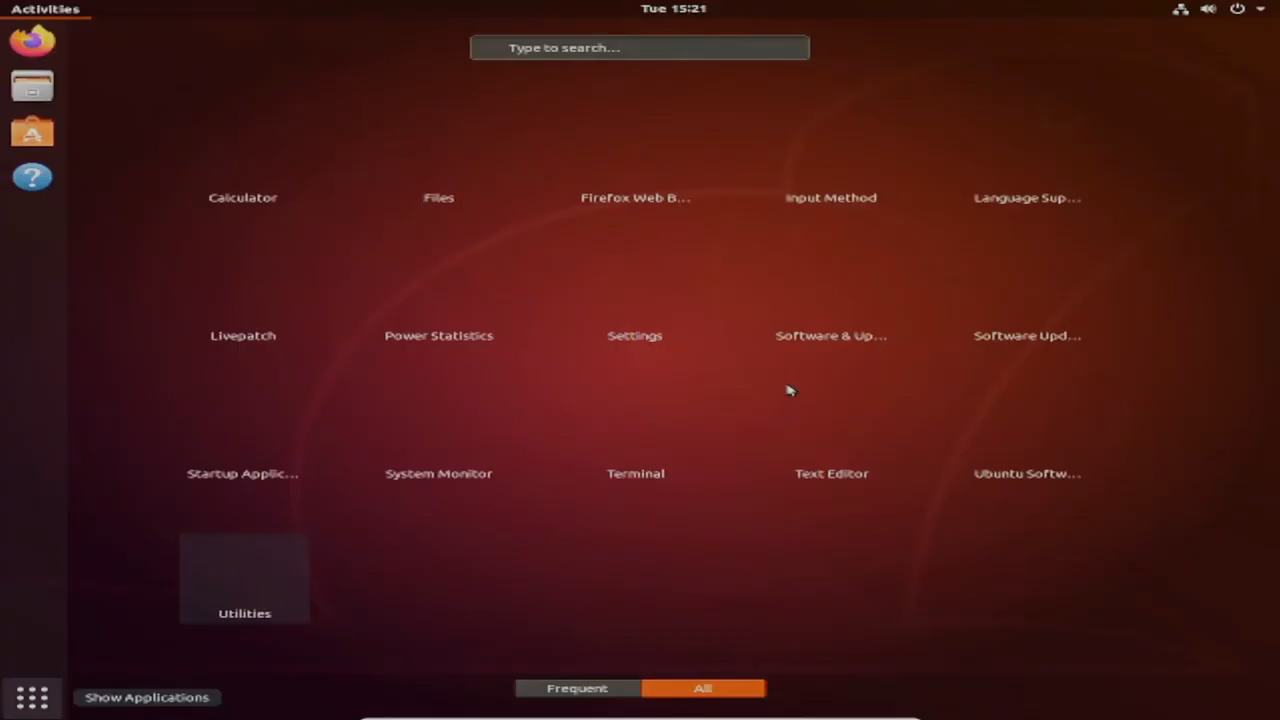 Activities
Tue 15:21
Type to search...
Calculator
Files
Firefox Web B...
Input Method
Language Sup...
Livepatch
Power Statistics
Settings
Software & Up...
Software Upd...
Startup Applic...
System Monitor
Terminal
Text Editor
Ubuntu Softw...
Utilities
Show Applications
Frequent
All